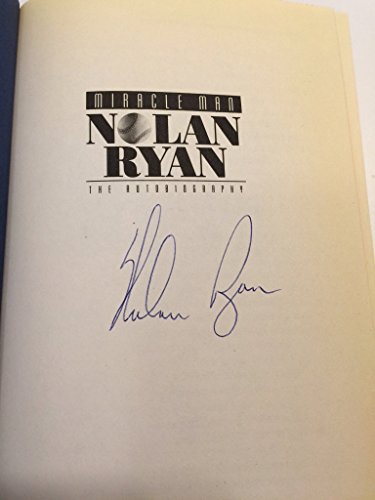 MIRACLE MAN
NOLAN
RYAN
THE AUTOBIOGRAPHY
Nolan Ryan